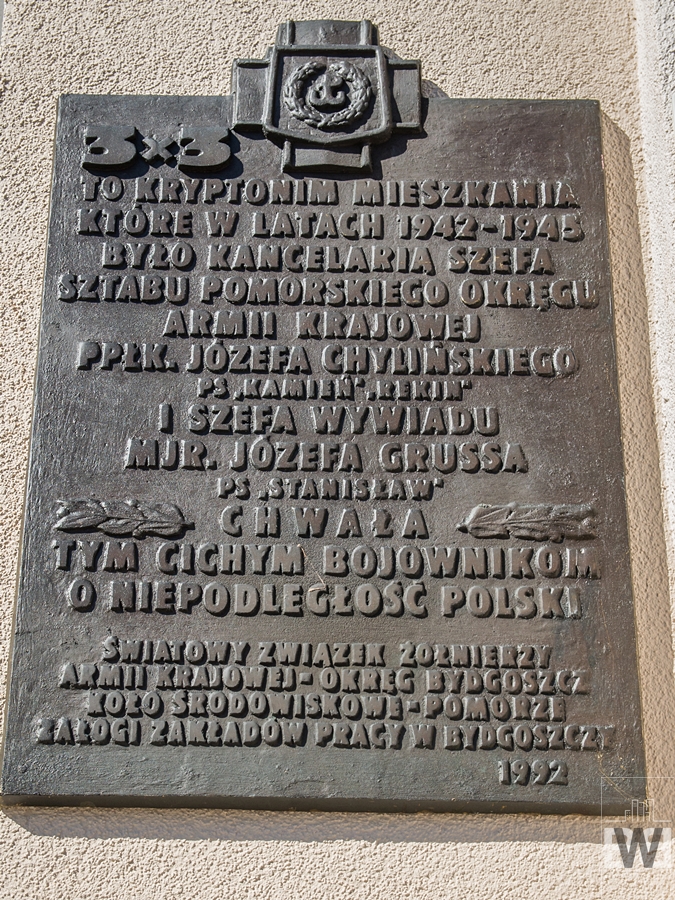 3×3
TO KRYPTONIM MIESZKANIA
KTÓRE W LATACH 1942-1945
BYŁO KANCELARIĄ SZEFA
SZTABU POMORSKIEGO OKRĘGU
ARMII KRAJOWEJ
PPŁK. JÓZEFA CHYLIŃSKIEGO
PS „KAMIEŃ", „REKIN"
I SZEFA WYWIADU
MJR. JÓZEFA GRUSSA
PS „STANISŁAW"
CHWAŁA
TYM CICHYM BOJOWNIKOM
O NIEPODLEGŁOŚĆ POLSKI
ŚWIATOWY ZWIĄZEK ŻOŁNIERZY
ARMII KRAJOWEJ-OKRĘG BYDGOSZCZ
KOŁO ŚRODOWISKOWE-POMORZE
ZAŁOGI ZAKŁADÓW PRACY W BYDGOSZCZY
1992
W